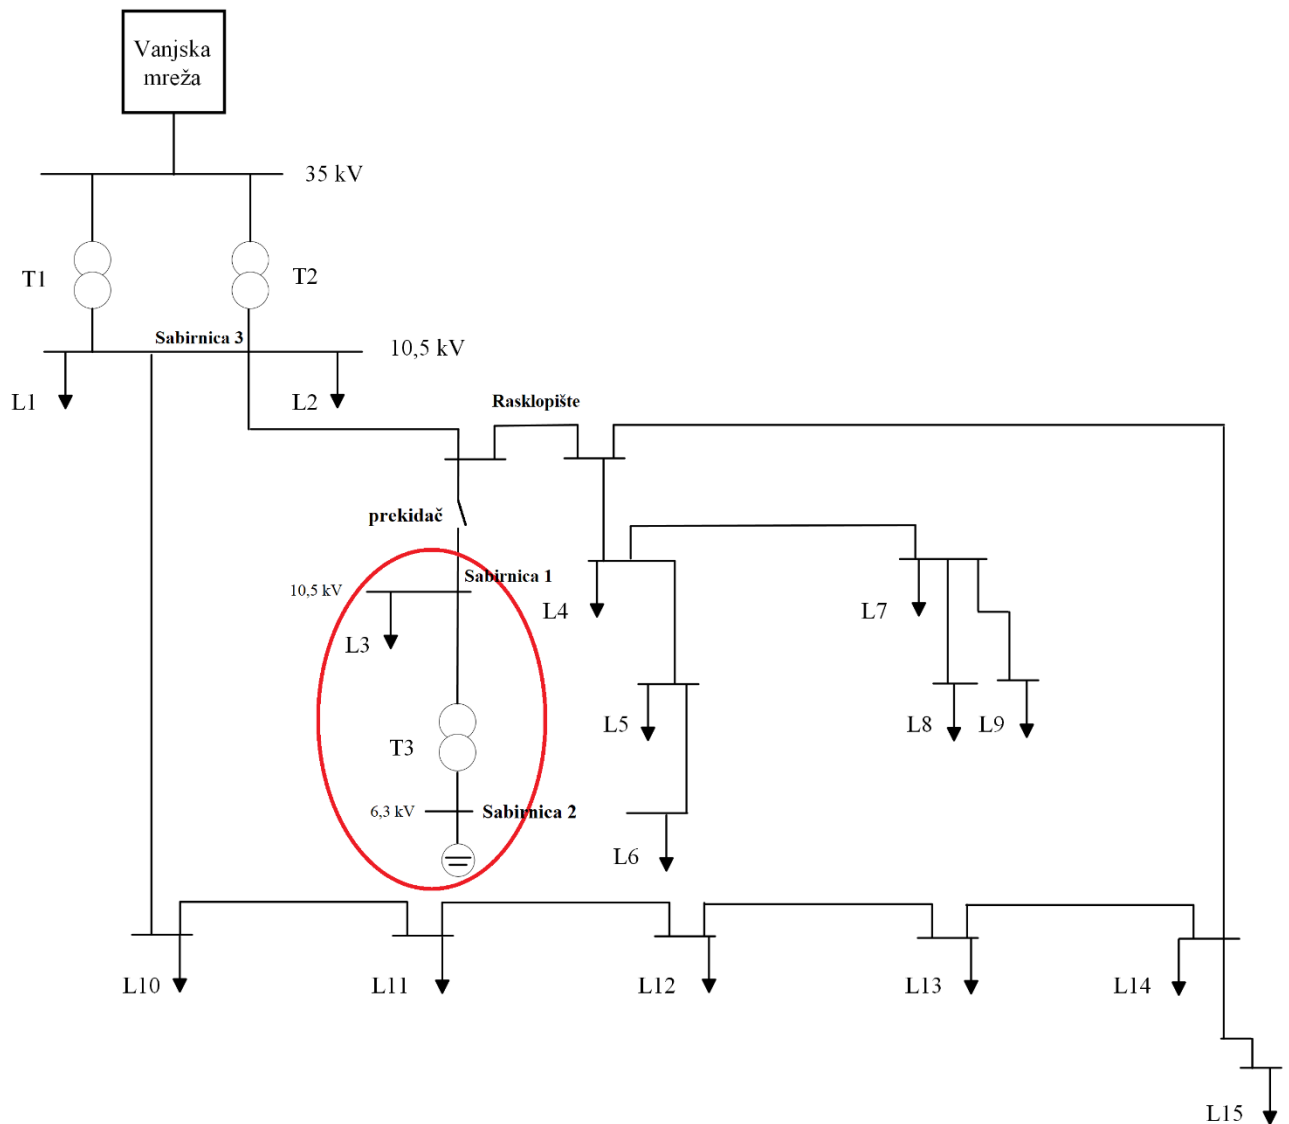 Vanjska
mreža
35 kV
T1
T2
Sabirnica 3
10,5 kV
L1
L2
Rasklopište
prekidač
Sabirnica 1
10,5 kV
L3
L4
L7
T3
L5
L8
L9
6,3 kV
Sabirnica 2
L6
L10
L11
L12
L13
L14
L15